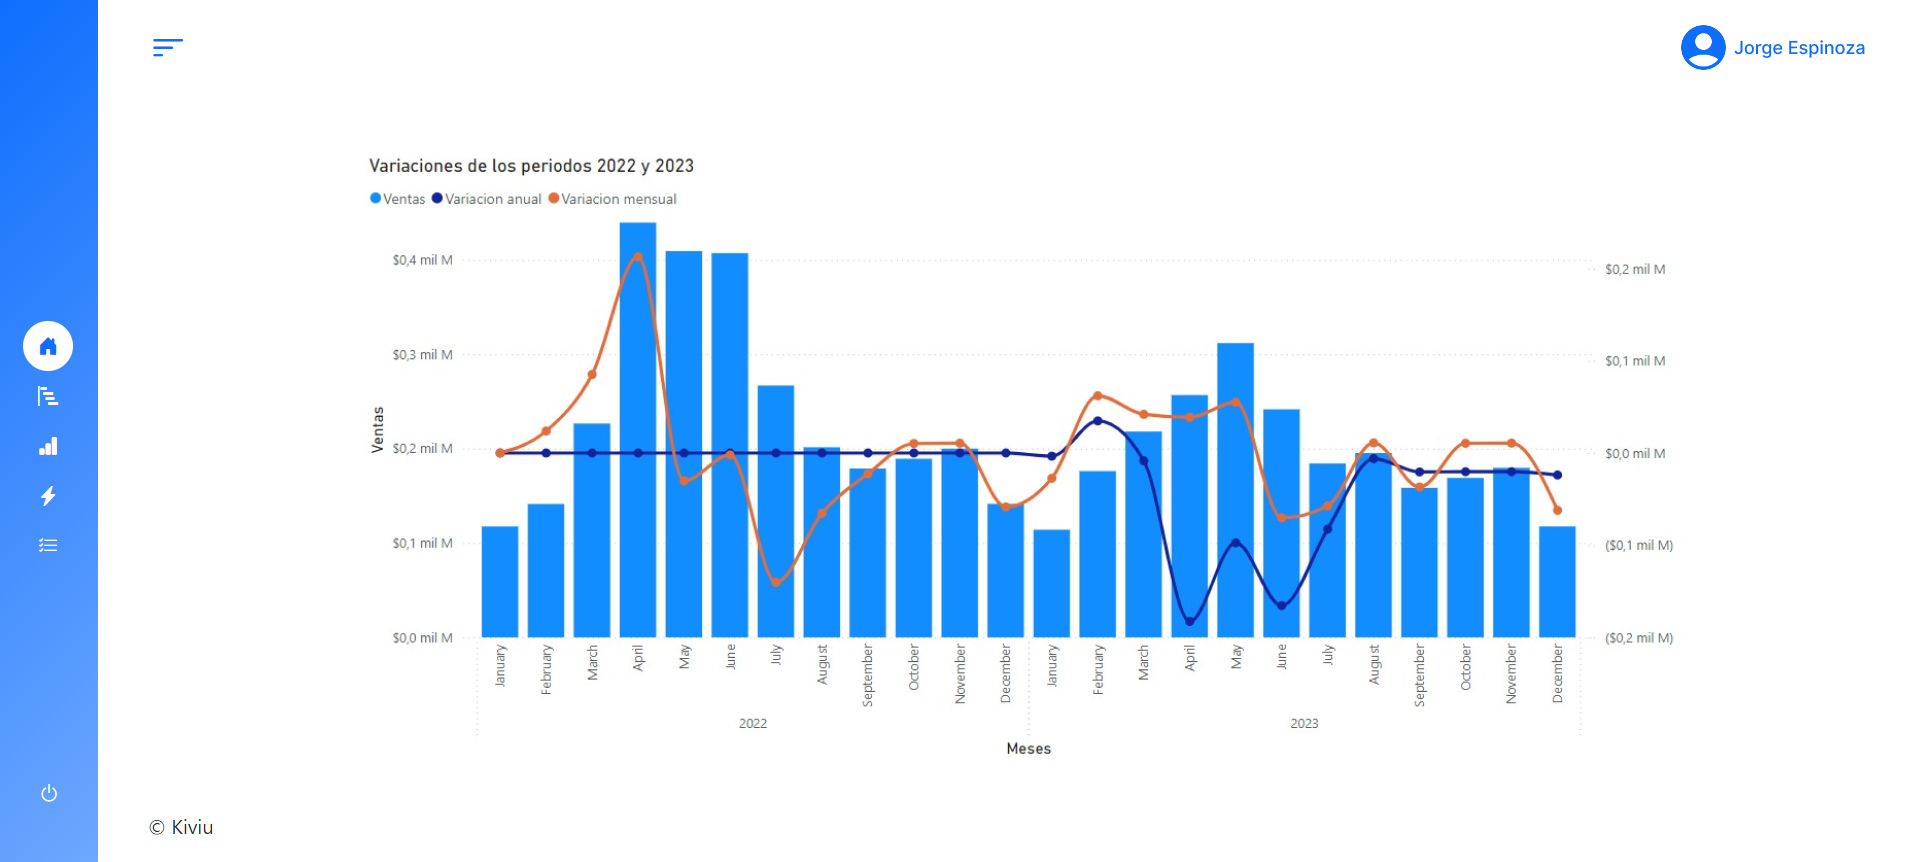 Jorge Espinoza
Variaciones de los periodos 2022 y 2023
Ventas Variacion anual Variacion mensual
$0,4 mil M
$0,3 mil M
$0,2 mil M
$0,1 mil M
$0,0 mil M
Ventas
$0,2 mil M
$0,1 mil M
$0,0 mil M
($0,1 mil M)
($0,2 mil M)
January
February
March
April
May
June
July
August
September
October
November
December
January
February
March
April
May
June
July
August
September
October
November
December
2022
2023
Meses
© Kiviu